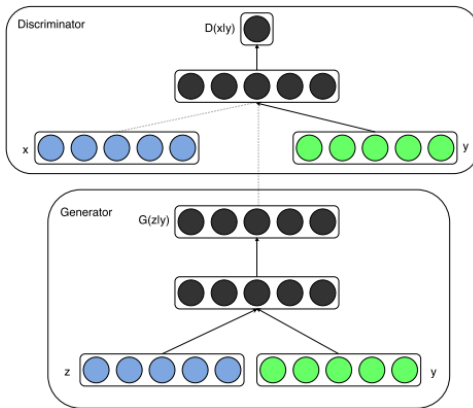 Discriminator
D(x|y)
x
y
Generator
G(z|y)
z
y